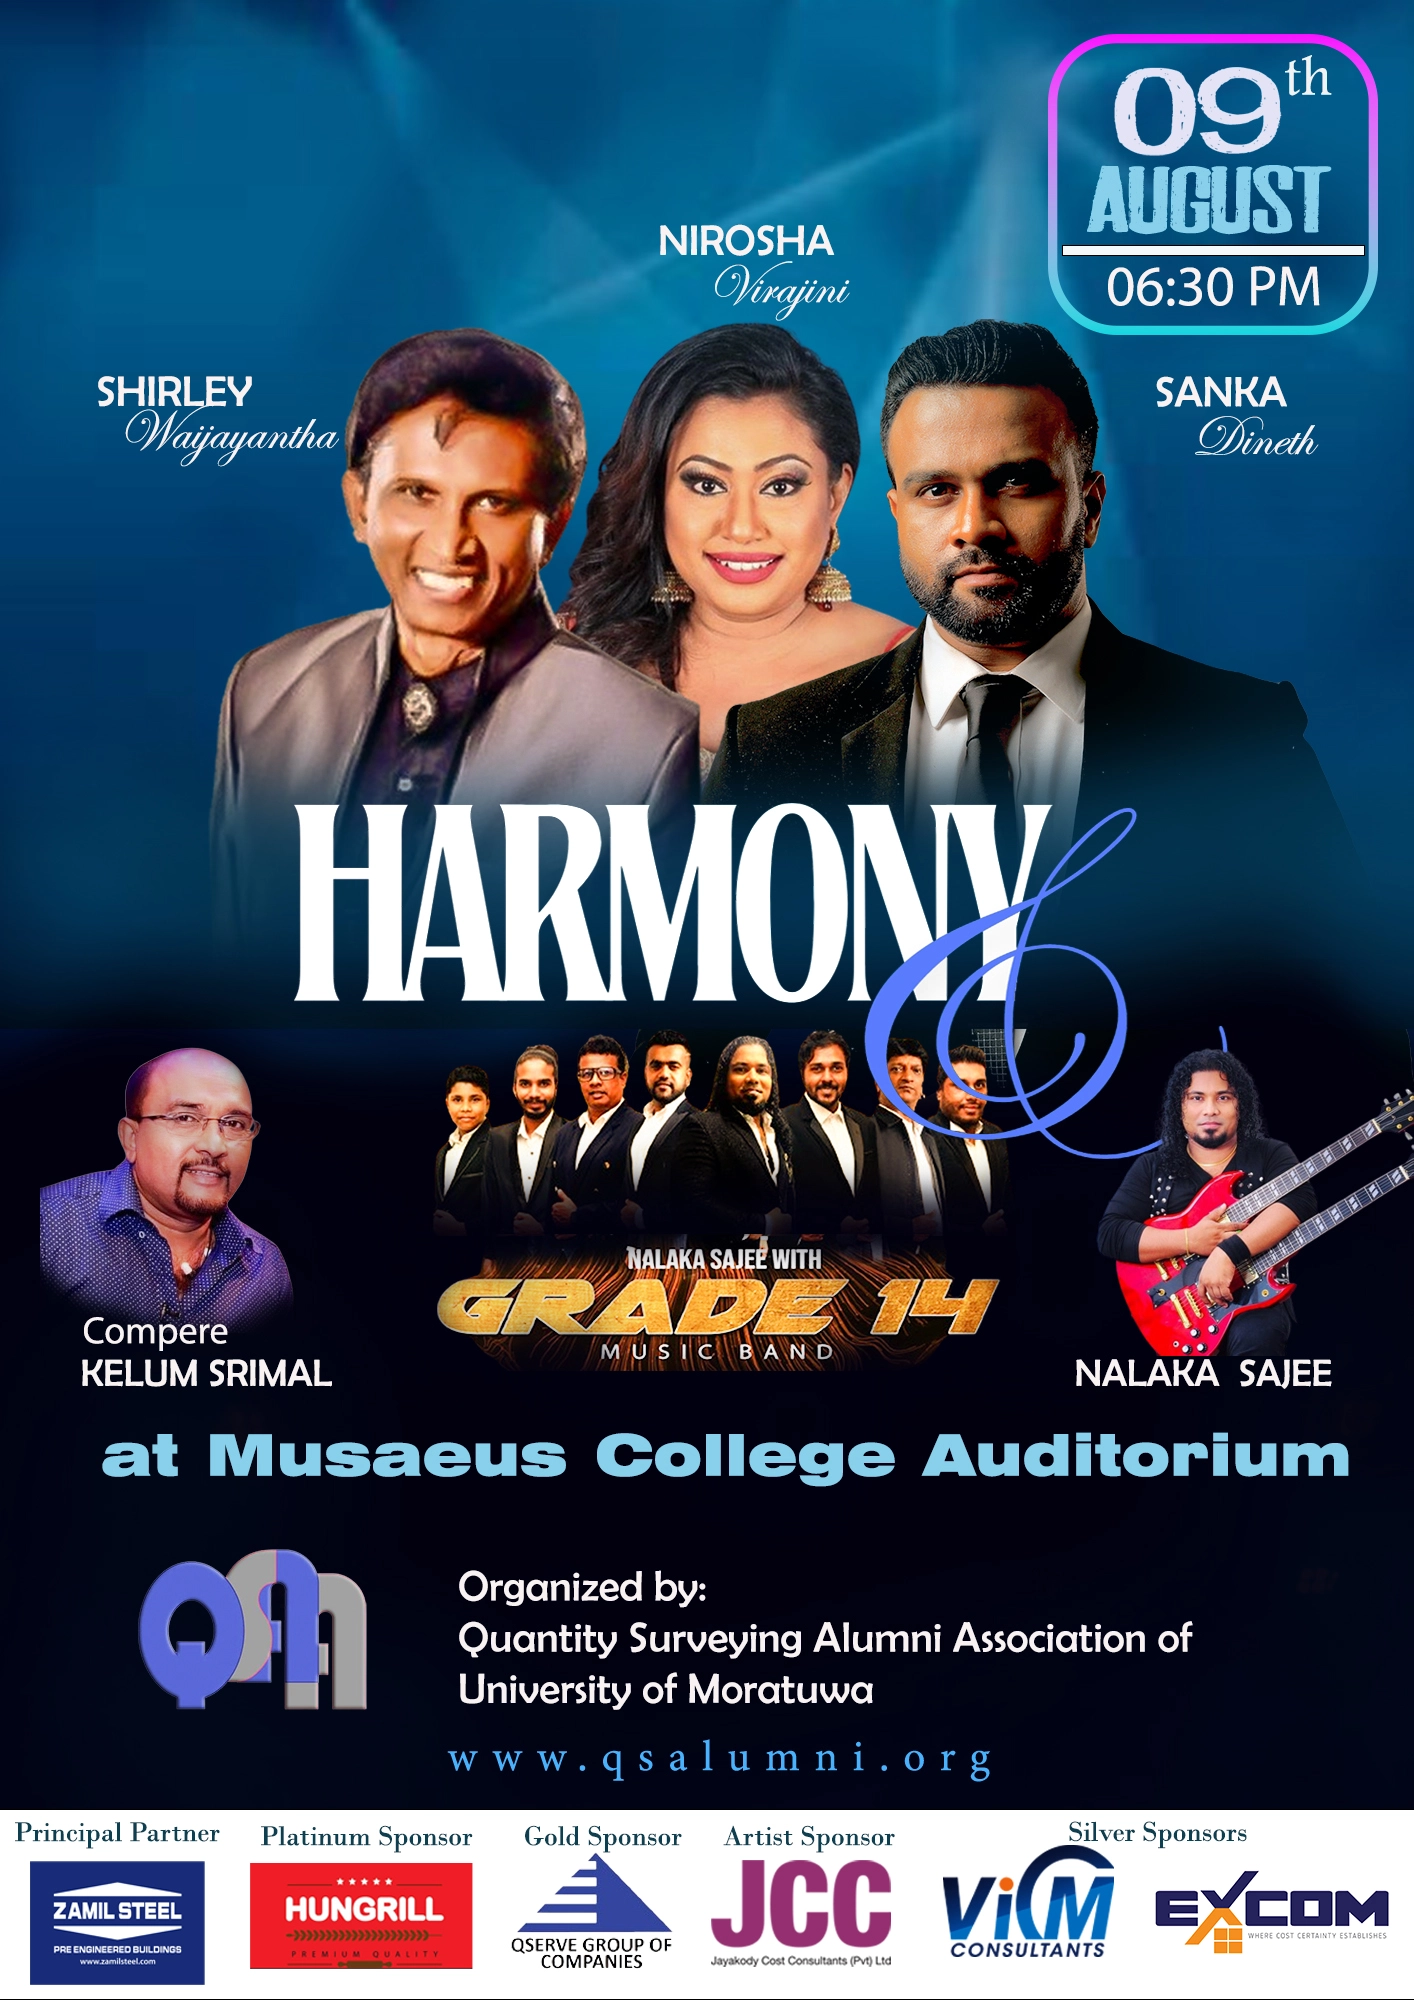 09th
AUGUST
06:30 PM
NIROSHA
Virajini
SHIRLEY
Waijayantha
SANKA
Dineth
HARMONY
&
NALAKA SAJEE WITH
GRADE 14
MUSIC BAND
Compere
KELUM SRIMAL
NALAKA SAJEE
at Musaeus College Auditorium
QSAA
Organized by:
Quantity Surveying Alumni Association of
University of Moratuwa
www.qsalumni.org
Principal Partner
ZAMIL STEEL
PRE ENGINEERED BUILDINGS
www.zamilsteel.com
Platinum Sponsor
HUNGRILL
PREMIUM QUALITY
Gold Sponsor
QSERVE GROUP OF
COMPANIES
Artist Sponsor
JCC
Jayakody Cost Consultants (Pvt) Ltd
Silver Sponsors
ViCM
CONSULTANTS
EXCOM
WHERE COST CERTAINTY ESTABLISHES